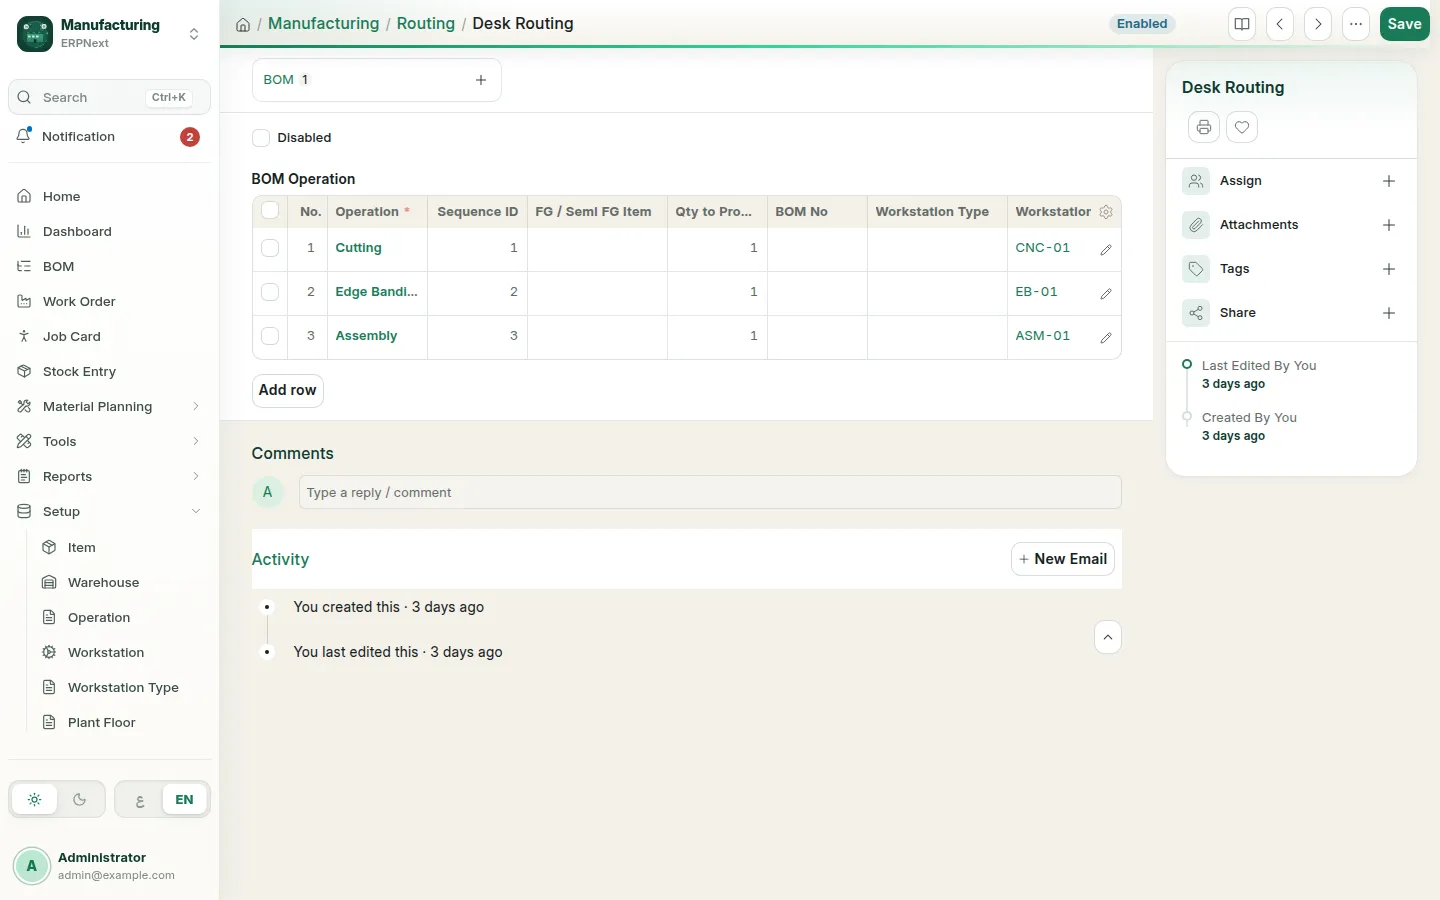 Manufacturing
ERPNext
Search Ctrl+K
Notification 2
Home
Dashboard
BOM
Work Order
Job Card
Stock Entry
Material Planning
Tools
Reports
Setup
Item
Warehouse
Operation
Workstation
Workstation Type
Plant Floor
ع EN
A
Administrator
admin@example.com
/ Manufacturing / Routing / Desk Routing
Enabled
Save
BOM 1
Disabled
BOM Operation
No. Operation * Sequence ID FG / Semi FG Item Qty to Pro... BOM No Workstation Type Workstation
1 Cutting 1 1 CNC-01
2 Edge Bandi... 2 1 EB-01
3 Assembly 3 1 ASM-01
Add row
Comments
A Type a reply / comment
Activity
New Email
You created this · 3 days ago
You last edited this · 3 days ago
Desk Routing
Assign
Attachments
Tags
Share
Last Edited By You
3 days ago
Created By You
3 days ago